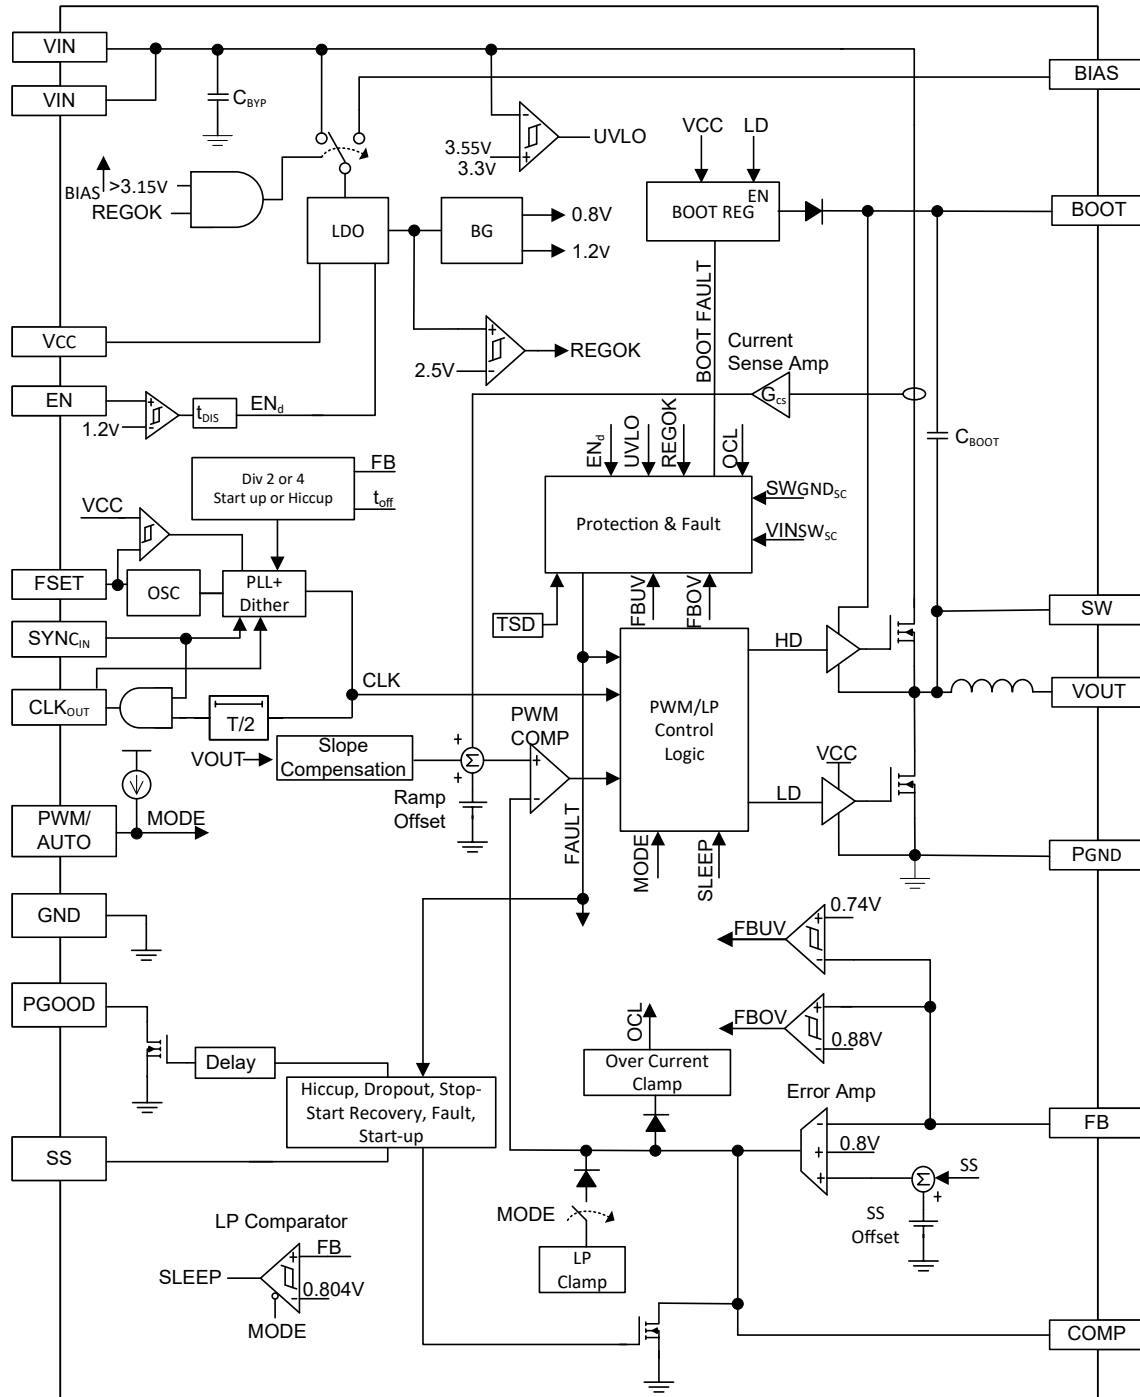 VIN
BIAS
VIN
CBYP
UVLO
3.55V
3.3V
VCC
LD
BIAS
>3.15V
REGOK
EN
BOOT REG
BOOT
LDO
BG
0.8V
1.2V
BOOT FAULT
VCC
2.5V
REGOK
Current
Sense Amp
Gcs
EN
1.2V
tDIS
ENd
CBOOT
Div 2 or 4
Start up or Hiccup
FB
toff
ENd
UVLO
REGOK
OCL
Protection & Fault
SWGNDSC
VINSWSC
VCC
FSET
OSC
PLL+
Dither
TSD
FBUV
FBOV
SW
SYNCIN
HD
CLKOUT
T/2
CLK
PWM/LP
Control
Logic
VOUT
PWM
COMP
VOUT
Slope
Compensation
+
Σ
+
+
-
VCC
LD
Ramp
Offset
PWM/
AUTO
MODE
FAULT
MODE
SLEEP
PGND
GND
FBUV
+
0.74V
-
PGOOD
OCL
FBOV
+
0.88V
-
Delay
Over Current
Clamp
Hiccup, Dropout, Stop-
Start Recovery, Fault,
Start-up
Error Amp
-
FB
0.8V
+
SS
+
SS
Σ
+
SS
Offset
MODE
LP
Clamp
LP Comparator
FB
+
SLEEP
0.804V
-
MODE
COMP